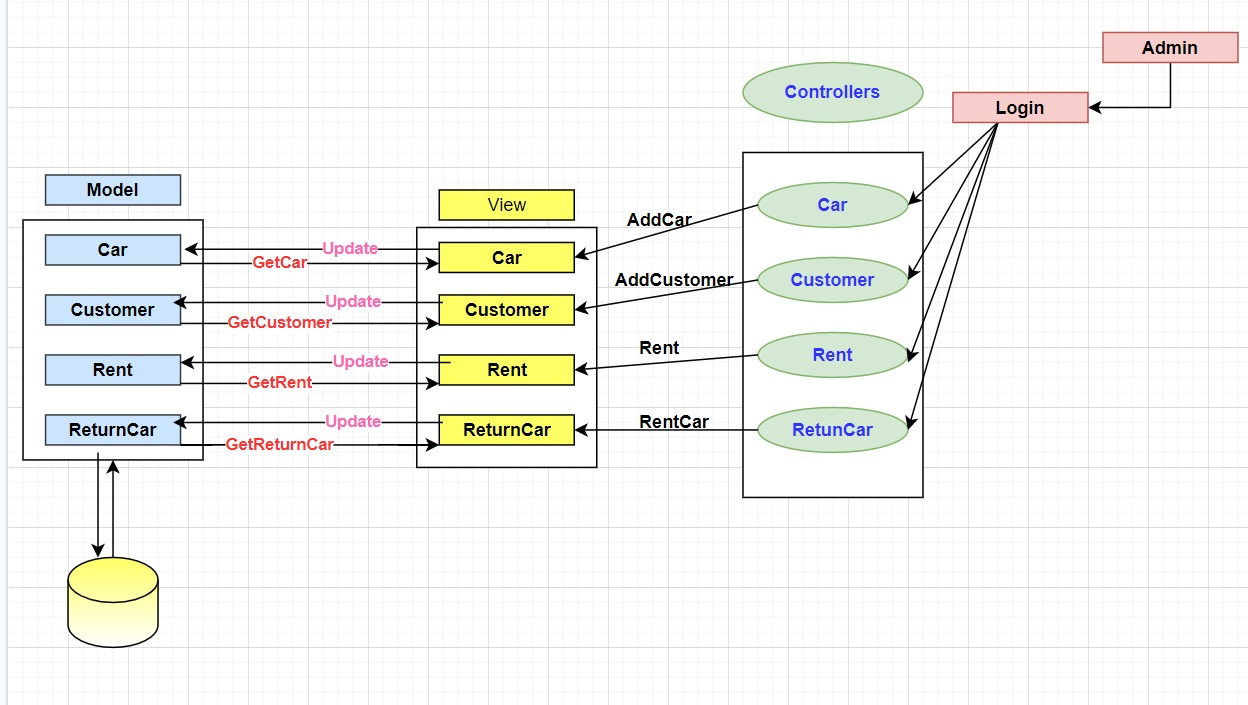 Admin
Controllers
Login
Model
View
Car
Update
GetCar
Car
AddCar
Car
Customer
Update
GetCustomer
Customer
AddCustomer
Customer
Rent
Update
GetRent
Rent
Rent
Rent
ReturnCar
Update
GetReturnCar
ReturnCar
RentCar
RetunCar